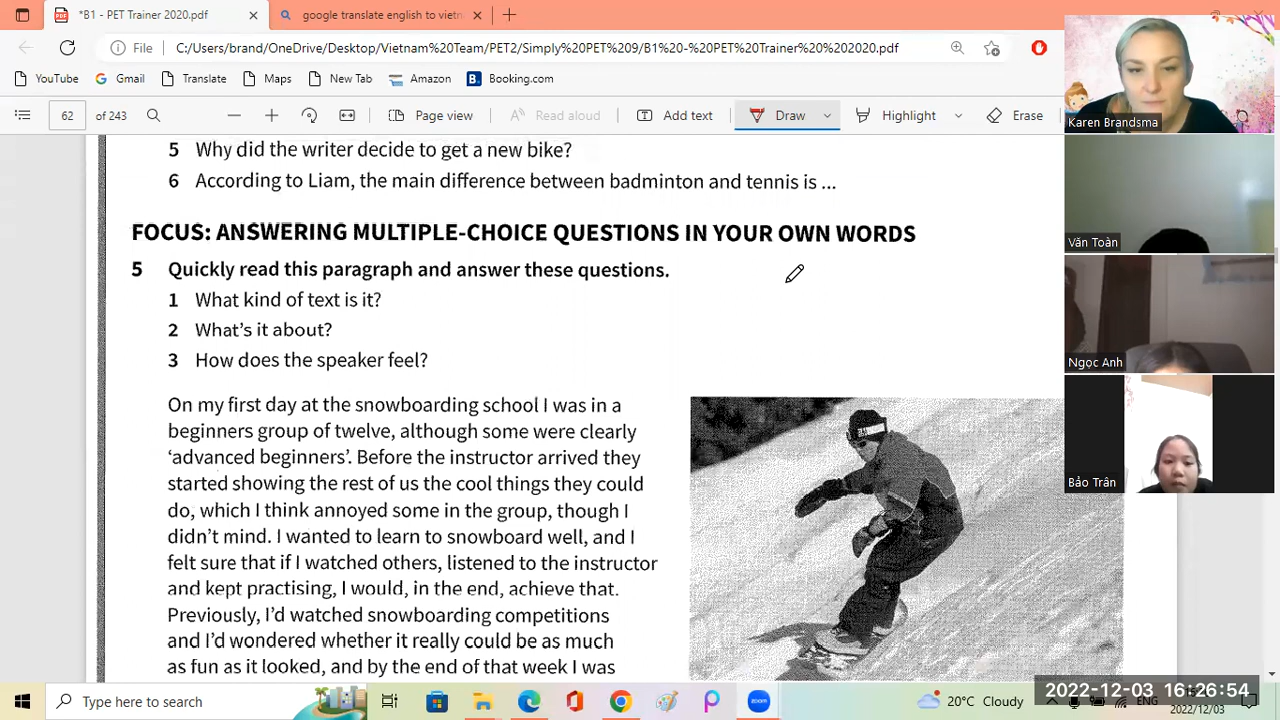 *B1 - PET Trainer 2020.pdf
google translate english to vietn
File
C:/Users/brand/OneDrive/Desktop/Vietnam%20Team/PET2/Simply%20PET%209/B1%20-%20PET%20Trainer%20%202020.pdf
YouTube
Gmail
Translate
Maps
New Tab
Amazon
B. Booking.com
62 of 243
Page view
Read aloud
Add text
Draw
Highlight
Erase
5 Why did the writer decide to get a new bike?
6 According to Liam, the main difference between badminton and tennis is ...
FOCUS: ANSWERING MULTIPLE-CHOICE QUESTIONS IN YOUR OWN WORDS
5 Quickly read this paragraph and answer these questions.
1 What kind of text is it?
2 What's it about?
3 How does the speaker feel?
On my first day at the snowboarding school I was in a
beginners group of twelve, although some were clearly
'advanced beginners'. Before the instructor arrived they
started showing the rest of us the cool things they could
do, which I think annoyed some in the group, though I
didn't mind. I wanted to learn to snowboard well, and I
felt sure that if I watched others, listened to the instructor
and kept practising, I would, in the end, achieve that.
Previously, I'd watched snowboarding competitions
and I'd wondered whether it really could be as much
as fun as it looked, and by the end of that week I was
Karen Brandsma
Văn Toàn
Ngọc Anh
Bảo Trân
Type here to search
zoom
20°C Cloudy
ENG
2022-12-03 16:26:54
2022/12/03